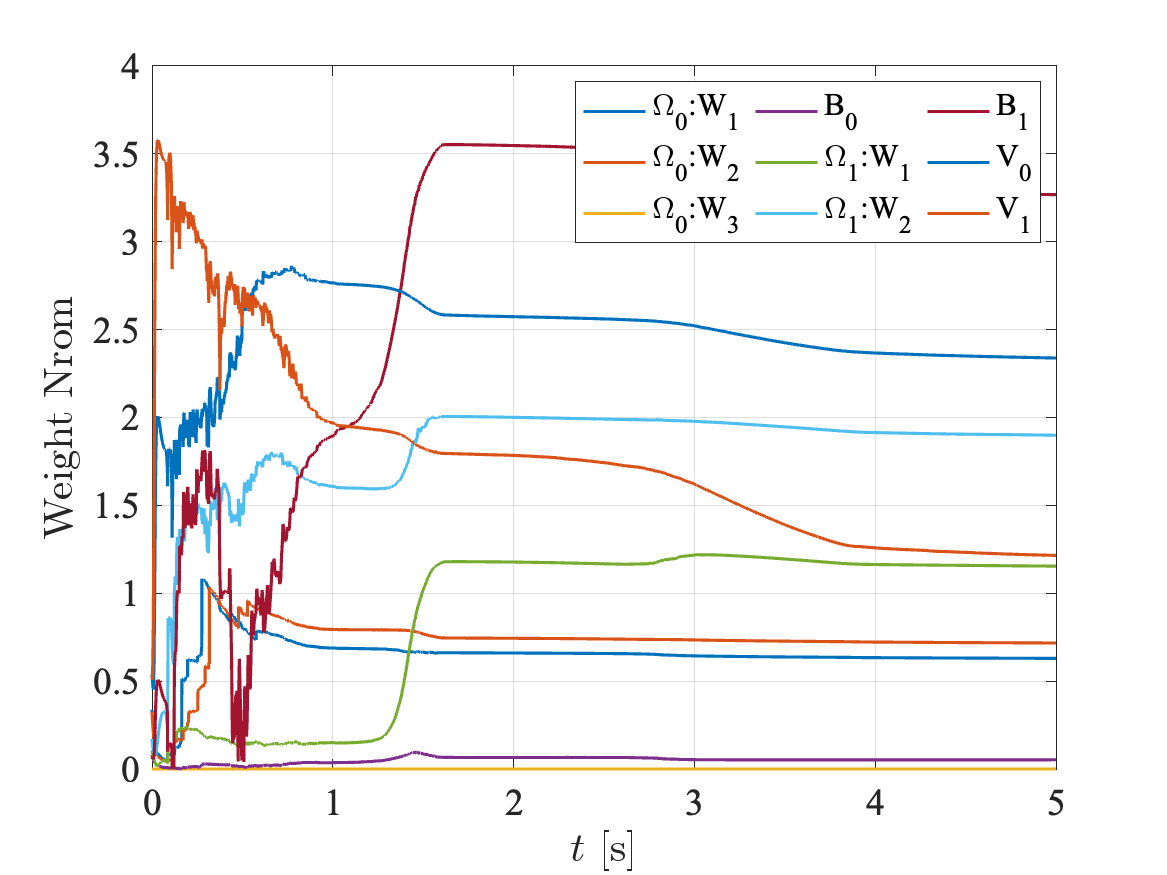 4
3.5
3
2.5
2
1.5
1
0.5
0
Weight Nrom
Ω₀:W₁ B₀ B₁
Ω₀:W₂ Ω₁:W₁ V₀
Ω₀:W₃ Ω₁:W₂ V₁
0 1 2 3 4 5
t [s]